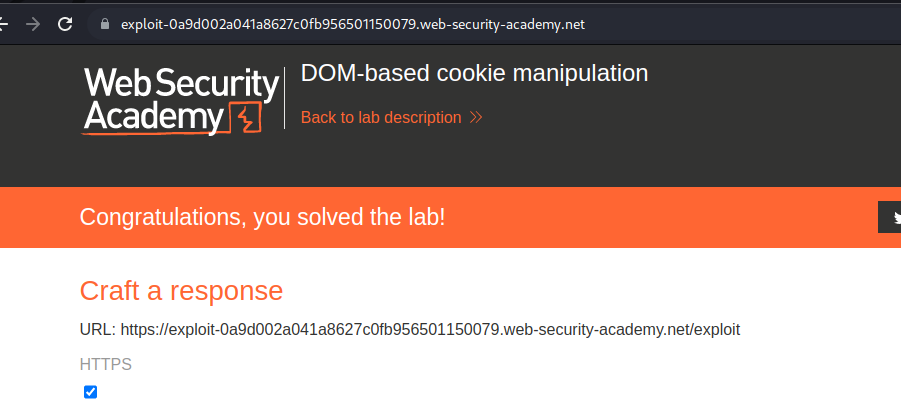 exploit-0a9d002a041a8627c0fb956501150079.web-security-academy.net
Web Security
Academy
DOM-based cookie manipulation
Back to lab description
Congratulations, you solved the lab!
Craft a response
URL: https://exploit-0a9d002a041a8627c0fb956501150079.web-security-academy.net/exploit
HTTPS